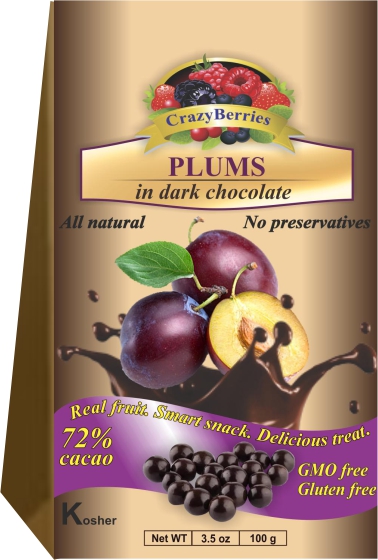 CrazyBerries
PLUMS
in dark chocolate
All natural
No preservatives
Real fruit. Smart snack. Delicious treat.
72%
cacao
GMO free
Gluten free
Kosher
Net WT 3.5 oz 100 g